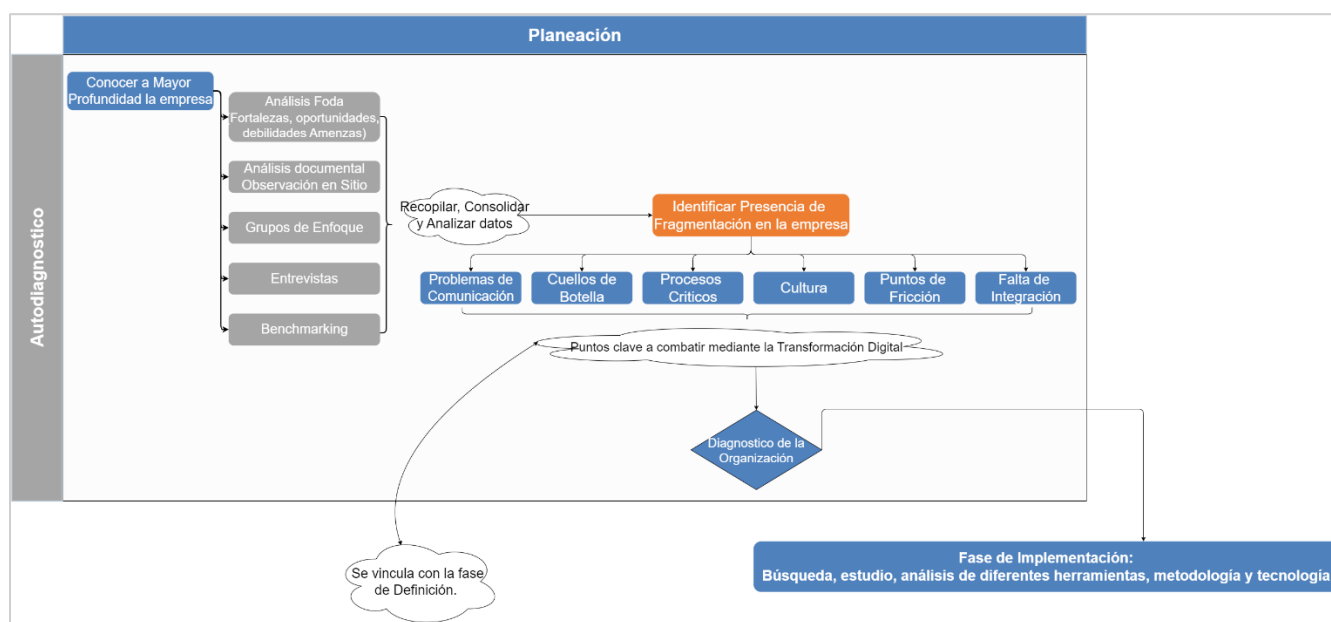 Planeación
Autodiagnostico
Conocer a Mayor
Profundidad la empresa
Análisis Foda
Fortalezas, oportunidades,
debilidades Amenzas)
Análisis documental
Observación en Sitio
Grupos de Enfoque
Entrevistas
Benchmarking
Recopilar, Consolidar
y Analizar datos
Identificar Presencia de
Fragmentación en la empresa
Problemas de
Comunicación
Cuellos de
Botella
Procesos
Criticos
Cultura
Puntos de
Fricción
Falta de
Integración
Puntos clave a combatir mediante la Transformación Digital
Diagnostico de la
Organización
Se vincula con la fase
de Definición.
Fase de Implementación:
Búsqueda, estudio, análisis de diferentes herramientas, metodología y tecnología